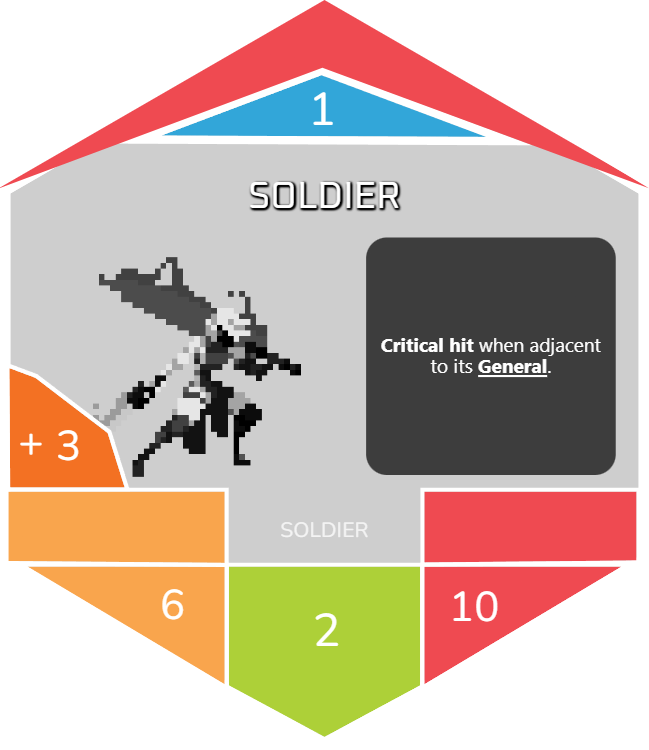 1
SOLDIER
Critical hit when adjacent
to its General.
+ 3
SOLDIER
6
2
10